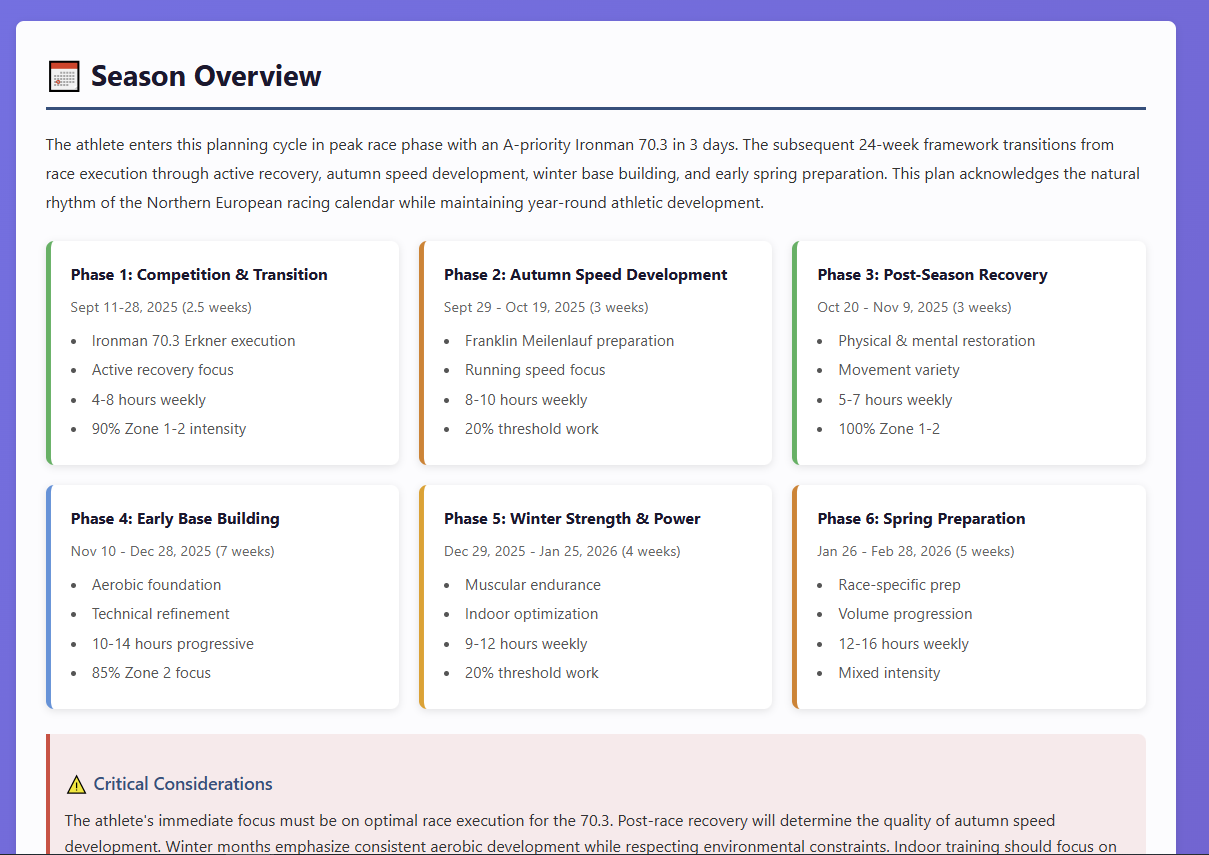 Season Overview
The athlete enters this planning cycle in peak race phase with an A-priority Ironman 70.3 in 3 days. The subsequent 24-week framework transitions from
race execution through active recovery, autumn speed development, winter base building, and early spring preparation. This plan acknowledges the natural
rhythm of the Northern European racing calendar while maintaining year-round athletic development.
Phase 1: Competition & Transition
Sept 11-28, 2025 (2.5 weeks)
• Ironman 70.3 Erkner execution
• Active recovery focus
• 4-8 hours weekly
• 90% Zone 1-2 intensity
Phase 2: Autumn Speed Development
Sept 29 - Oct 19, 2025 (3 weeks)
• Franklin Meilenlauf preparation
• Running speed focus
• 8-10 hours weekly
• 20% threshold work
Phase 3: Post-Season Recovery
Oct 20 - Nov 9, 2025 (3 weeks)
• Physical & mental restoration
• Movement variety
• 5-7 hours weekly
• 100% Zone 1-2
Phase 4: Early Base Building
Nov 10 - Dec 28, 2025 (7 weeks)
• Aerobic foundation
• Technical refinement
• 10-14 hours progressive
• 85% Zone 2 focus
Phase 5: Winter Strength & Power
Dec 29, 2025 - Jan 25, 2026 (4 weeks)
• Muscular endurance
• Indoor optimization
• 9-12 hours weekly
• 20% threshold work
Phase 6: Spring Preparation
Jan 26 - Feb 28, 2026 (5 weeks)
• Race-specific prep
• Volume progression
• 12-16 hours weekly
• Mixed intensity
Critical Considerations
The athlete's immediate focus must be on optimal race execution for the 70.3. Post-race recovery will determine the quality of autumn speed
development. Winter months emphasize consistent aerobic development while respecting environmental constraints. Indoor training should focus on